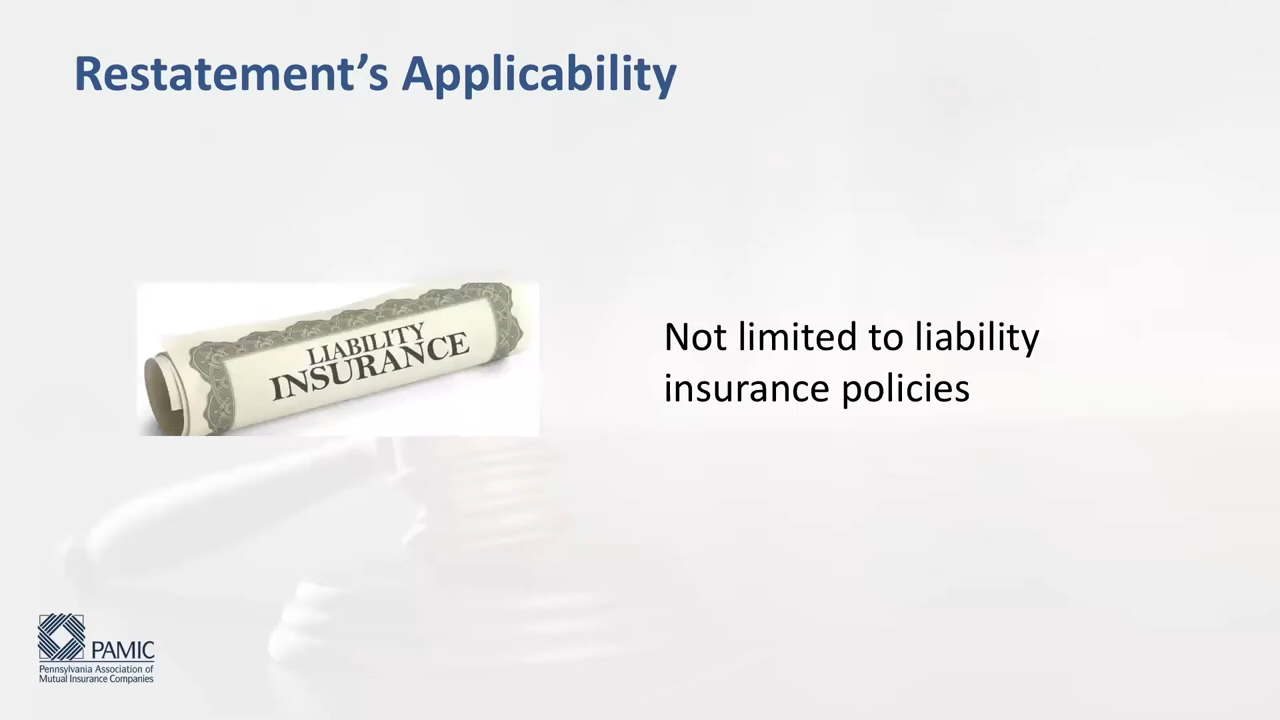 Restatement’s Applicability
LIABILITY
INSURANCE
Not limited to liability
insurance policies
PAMIC
Pennsylvania Association of
Mutual Insurance Companies